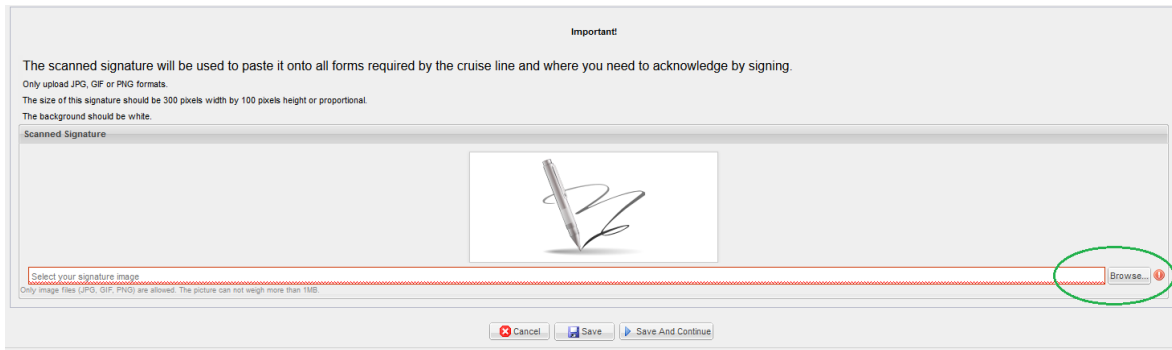 Important!
The scanned signature will be used to paste it onto all forms required by the cruise line and where you need to acknowledge by signing.
Only upload JPG, GIF or PNG formats.
The size of this signature should be 300 pixels width by 100 pixels height or proportional.
The background should be white.
Scanned Signature
Select your signature image
Browse...
Only image files (JPG, GIF, PNG) are allowed. The picture can not weigh more than 1MB.
Cancel Save Save And Continue